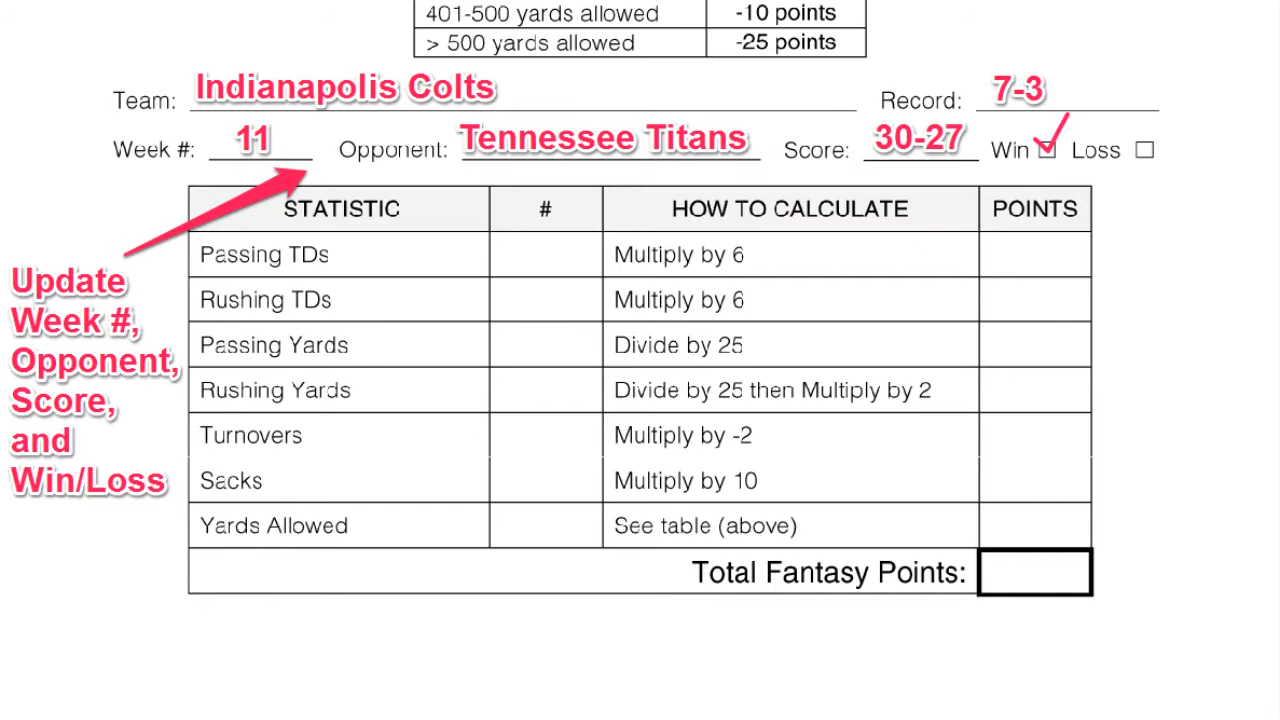 401-500 yards allowed -10 points
> 500 yards allowed -25 points
Team: Indianapolis Colts Record: 7-3
Week #: 11 Opponent: Tennessee Titans Score: 30-27 Win Loss
STATISTIC # HOW TO CALCULATE POINTS
Passing TDs Multiply by 6
Rushing TDs Multiply by 6
Passing Yards Divide by 25
Rushing Yards Divide by 25 then Multiply by 2
Turnovers Multiply by -2
Sacks Multiply by 10
Yards Allowed See table (above)
Total Fantasy Points:
Update
Week #,
Opponent,
Score,
and
Win/Loss